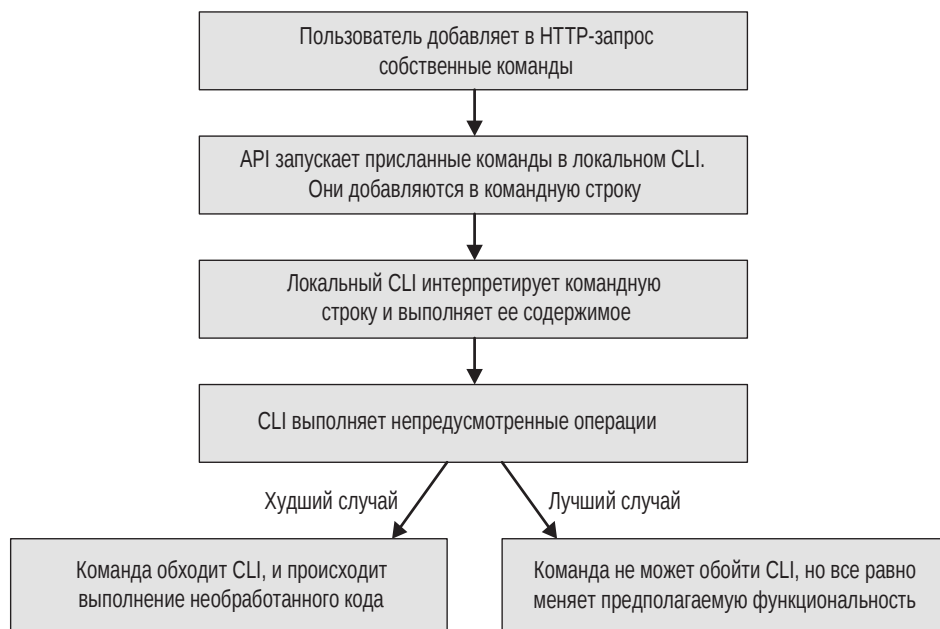 Пользователь добавляет в HTTP-запрос
собственные команды
API запускает присланные команды в локальном CLI.
Они добавляются в командную строку
Локальный CLI интерпретирует командную
строку и выполняет ее содержимое
CLI выполняет непредусмотренные операции
Худший случай
Лучший случай
Команда обходит CLI, и происходит
выполнение необработанного кода
Команда не может обойти CLI, но все равно
меняет предполагаемую функциональность